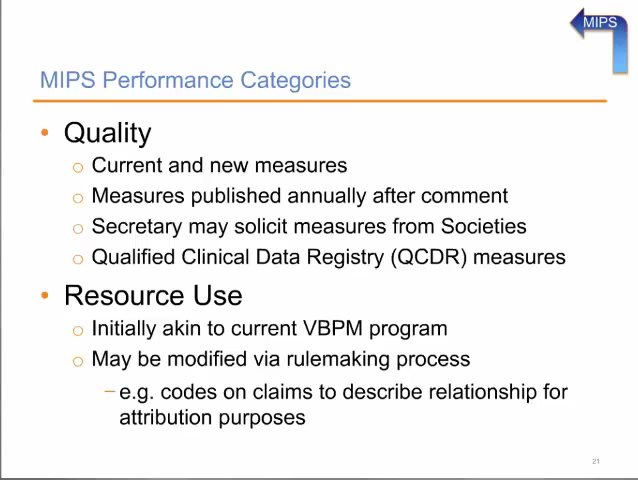 MIPS
MIPS Performance Categories
• Quality
o Current and new measures
o Measures published annually after comment
o Secretary may solicit measures from Societies
o Qualified Clinical Data Registry (QCDR) measures
• Resource Use
o Initially akin to current VBPM program
o May be modified via rulemaking process
–e.g. codes on claims to describe relationship for
attribution purposes
21